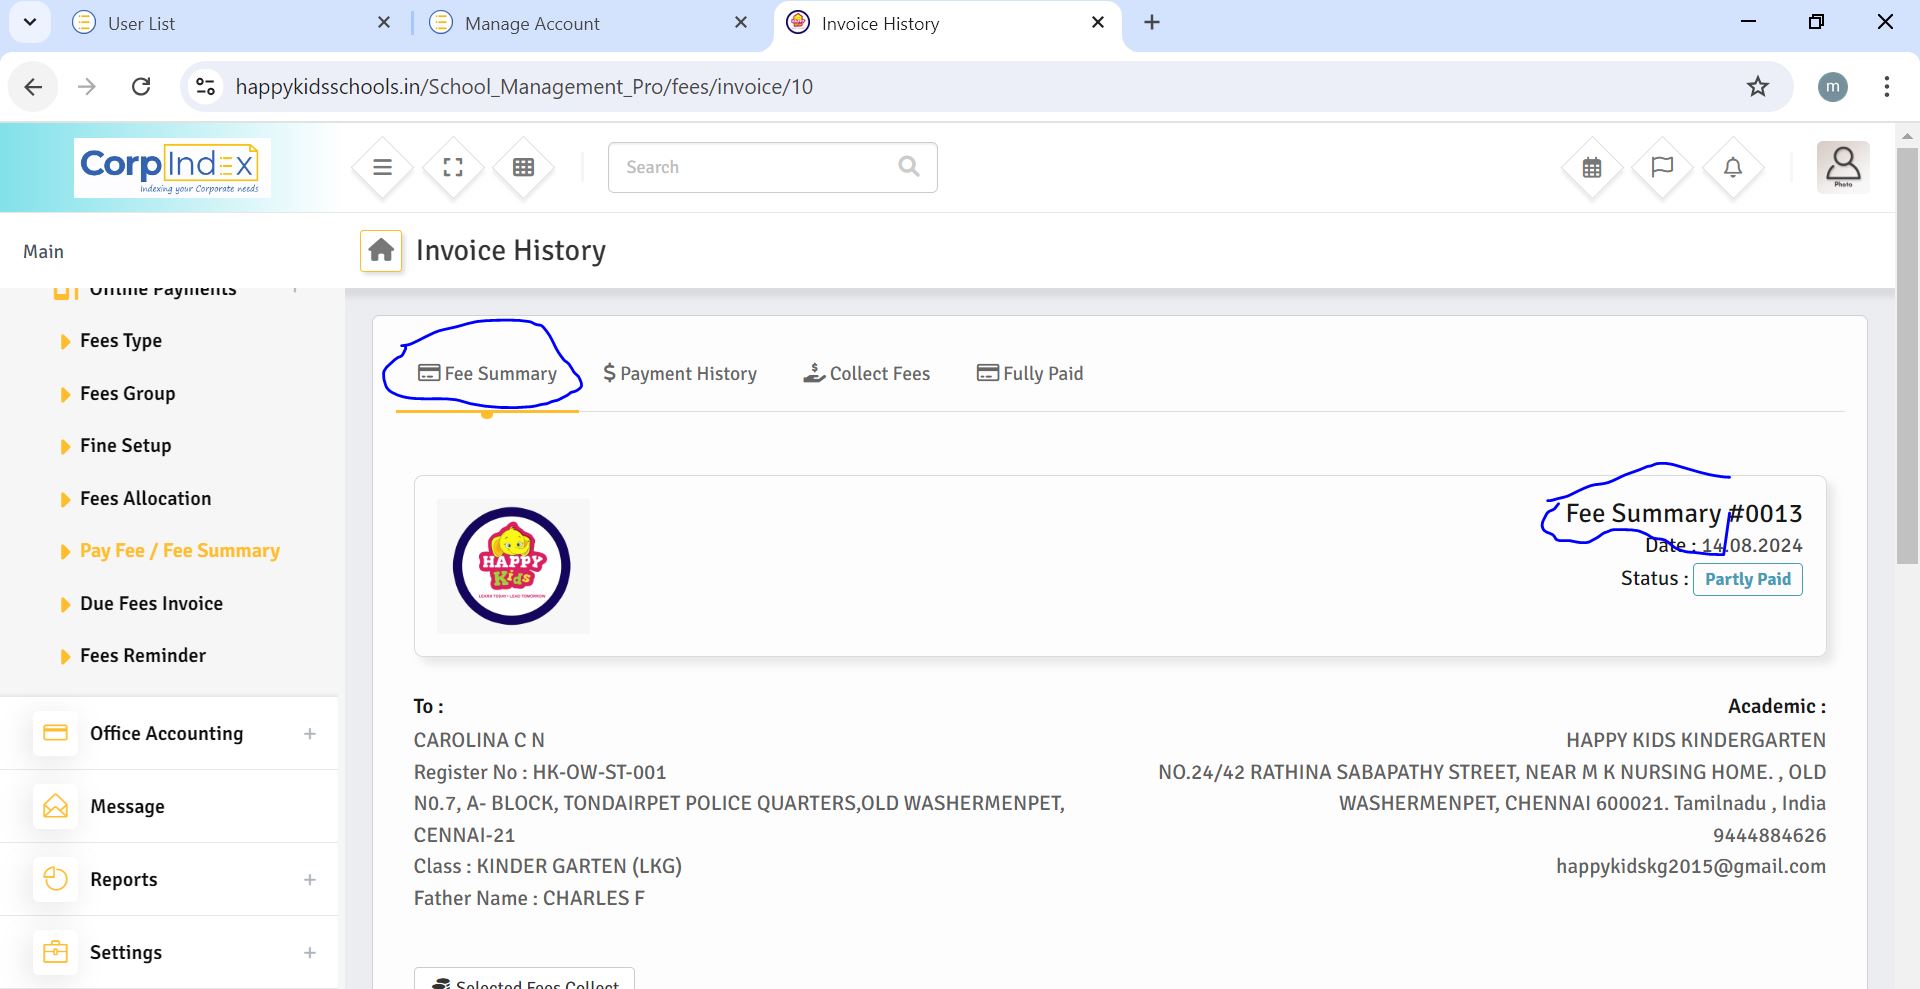 User List
Manage Account
Invoice History
happykidsschools.in/School_Management_Pro/fees/invoice/10
m
CorpIndex
Indexing your Corporate needs
Search
Photo
Main
Invoice History
Online Payments
Fees Type
Fees Group
Fine Setup
Fees Allocation
Pay Fee / Fee Summary
Due Fees Invoice
Fees Reminder
Office Accounting
Message
Reports
Settings
Fee Summary
Payment History
Collect Fees
Fully Paid
HAPPY
Kids
LEARN TODAY • LEAD TOMORROW
Fee Summary #0013
Date : 14.08.2024
Status : Partly Paid
To :
CAROLINA C N
Register No : HK-OW-ST-001
N0.7, A- BLOCK, TONDAIRPET POLICE QUARTERS,OLD WASHERMENPET,
CENNAI-21
Class : KINDER GARTEN (LKG)
Father Name : CHARLES F
Academic :
HAPPY KIDS KINDERGARTEN
NO.24/42 RATHINA SABAPATHY STREET, NEAR M K NURSING HOME. , OLD
WASHERMENPET, CHENNAI 600021. Tamilnadu , India
9444884626
happykidskg2015@gmail.com
Selected Fees Collect